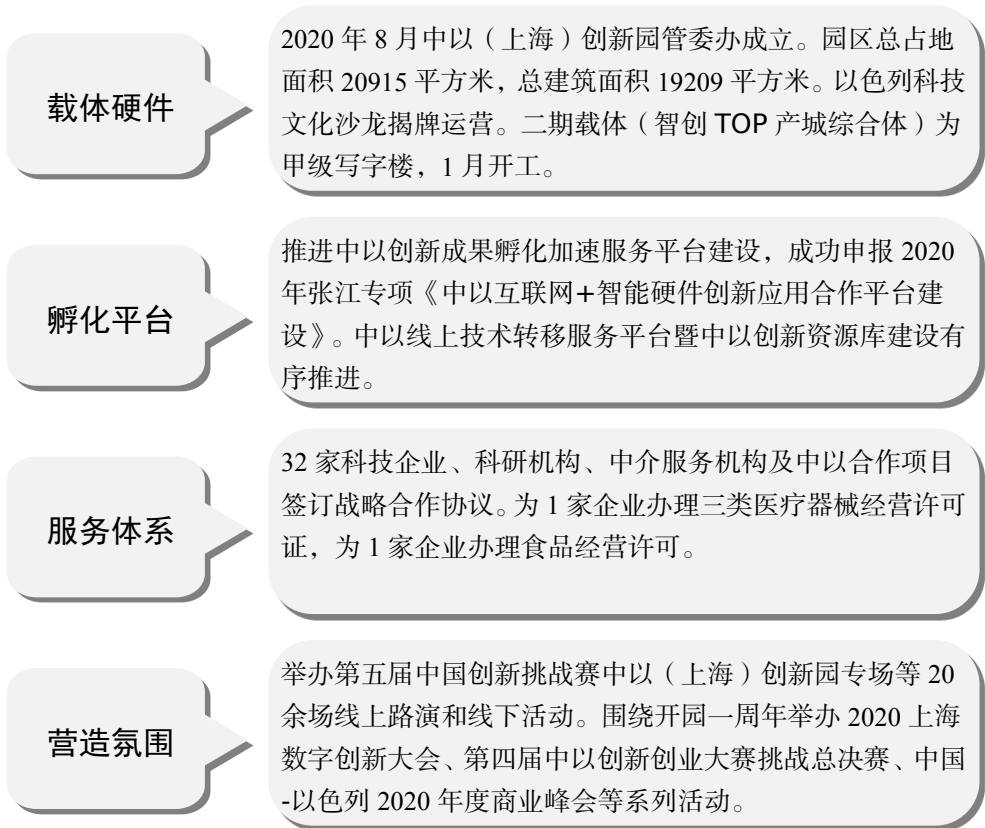 载体硬件
2020 年 8 月中以（上海）创新园管委办成立。园区总占地
面积 20915 平方米，总建筑面积 19209 平方米。以色列科技
文化沙龙揭牌运营。二期载体（智创 TOP 产城综合体）为
甲级写字楼，1 月开工。
孵化平台
推进中以创新成果孵化加速服务平台建设，成功申报 2020
年张江专项《中以互联网+智能硬件创新应用合作平台建
设》。中以线上技术转移服务平台暨中以创新资源库建设有
序推进。
服务体系
32 家科技企业、科研机构、中介服务机构及中以合作项目
签订战略合作协议。为 1 家企业办理三类医疗器械经营许可
证，为 1 家企业办理食品经营许可。
营造氛围
举办第五届中国创新挑战赛中以（上海）创新园专场等 20
余场线上路演和线下活动。围绕开园一周年举办 2020 上海
数字创新大会、第四届中以创新创业大赛挑战总决赛、中国
-以色列 2020 年度商业峰会等系列活动。